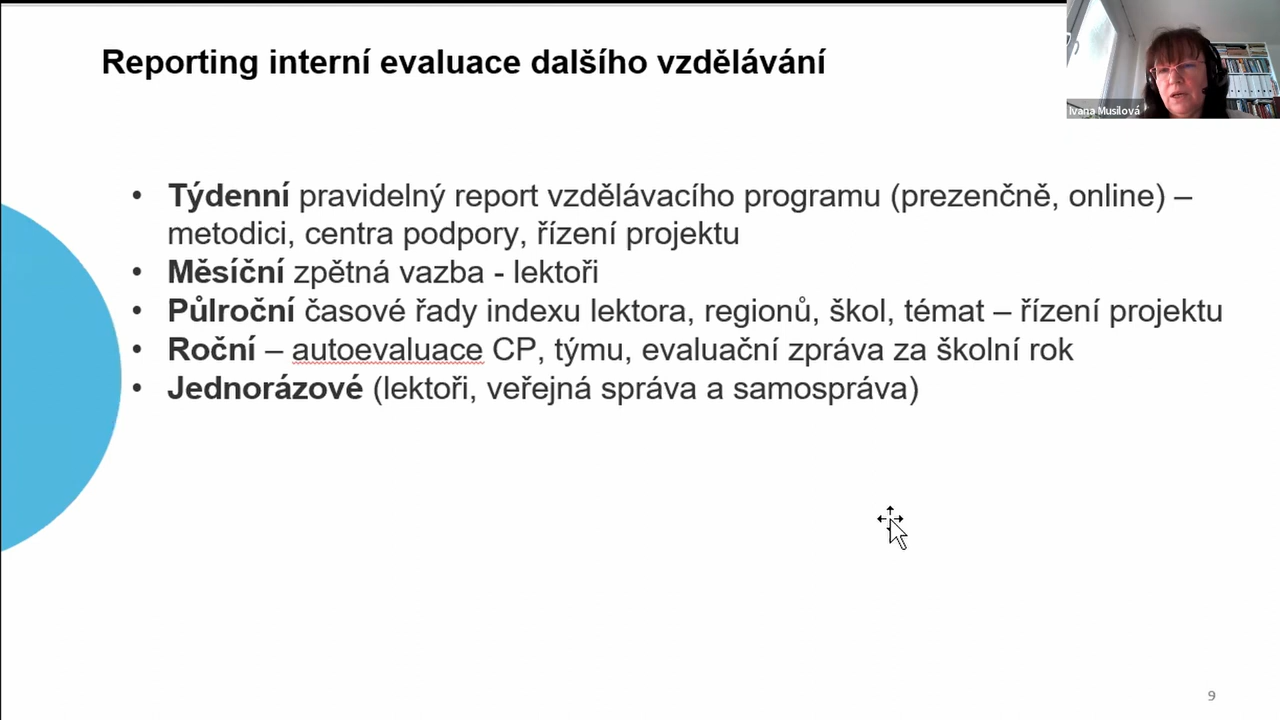 Reporting interní evaluace dalšího vzdělávání
Ivana Musilová
• Týdenní pravidelný report vzdělávacího programu (prezenčně, online) –
metodici, centra podpory, řízení projektu
• Měsíční zpětná vazba - lektoři
• Půlroční časové řady indexu lektora, regionů, škol, témat – řízení projektu
• Roční – autoevaluace CP, týmu, evaluační zpráva za školní rok
• Jednorázové (lektoři, veřejná správa a samospráva)
9